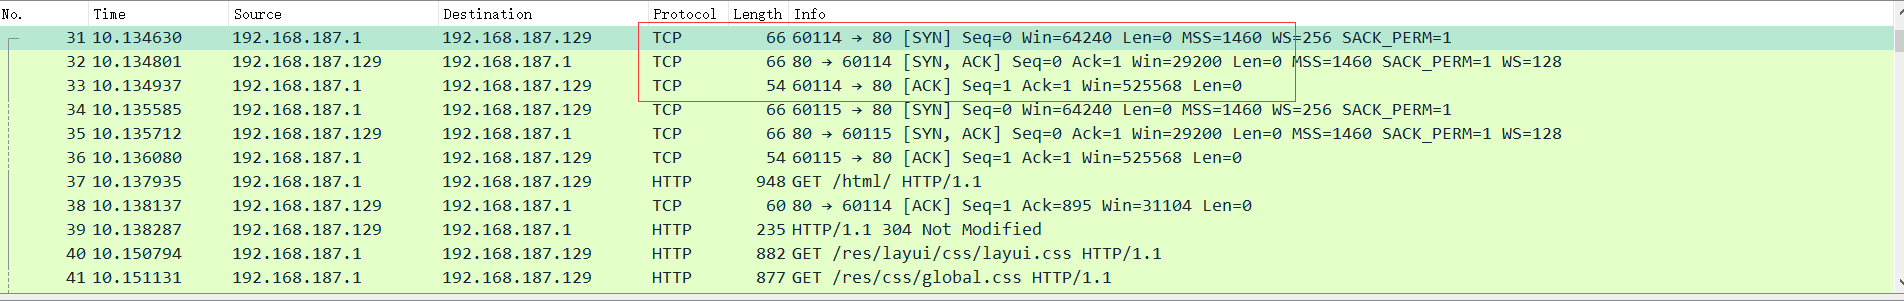 No. Time Source Destination Protocol Length Info
31 10.134630 192.168.187.1 192.168.187.129 TCP 66 60114 → 80 [SYN] Seq=0 Win=64240 Len=0 MSS=1460 WS=256 SACK_PERM=1
32 10.134801 192.168.187.129 192.168.187.1 TCP 66 80 → 60114 [SYN, ACK] Seq=0 Ack=1 Win=29200 Len=0 MSS=1460 SACK_PERM=1 WS=128
33 10.134937 192.168.187.1 192.168.187.129 TCP 54 60114 → 80 [ACK] Seq=1 Ack=1 Win=525568 Len=0
34 10.135585 192.168.187.1 192.168.187.129 TCP 66 60115 → 80 [SYN] Seq=0 Win=64240 Len=0 MSS=1460 WS=256 SACK_PERM=1
35 10.135712 192.168.187.129 192.168.187.1 TCP 66 80 → 60115 [SYN, ACK] Seq=0 Ack=1 Win=29200 Len=0 MSS=1460 SACK_PERM=1 WS=128
36 10.136080 192.168.187.1 192.168.187.129 TCP 54 60115 → 80 [ACK] Seq=1 Ack=1 Win=525568 Len=0
37 10.137935 192.168.187.1 192.168.187.129 HTTP 948 GET /html/ HTTP/1.1
38 10.138137 192.168.187.129 192.168.187.1 TCP 60 80 → 60114 [ACK] Seq=1 Ack=895 Win=31104 Len=0
39 10.138287 192.168.187.129 192.168.187.1 HTTP 235 HTTP/1.1 304 Not Modified
40 10.150794 192.168.187.1 192.168.187.129 HTTP 882 GET /res/layui/css/layui.css HTTP/1.1
41 10.151131 192.168.187.1 192.168.187.129 HTTP 877 GET /res/css/global.css HTTP/1.1